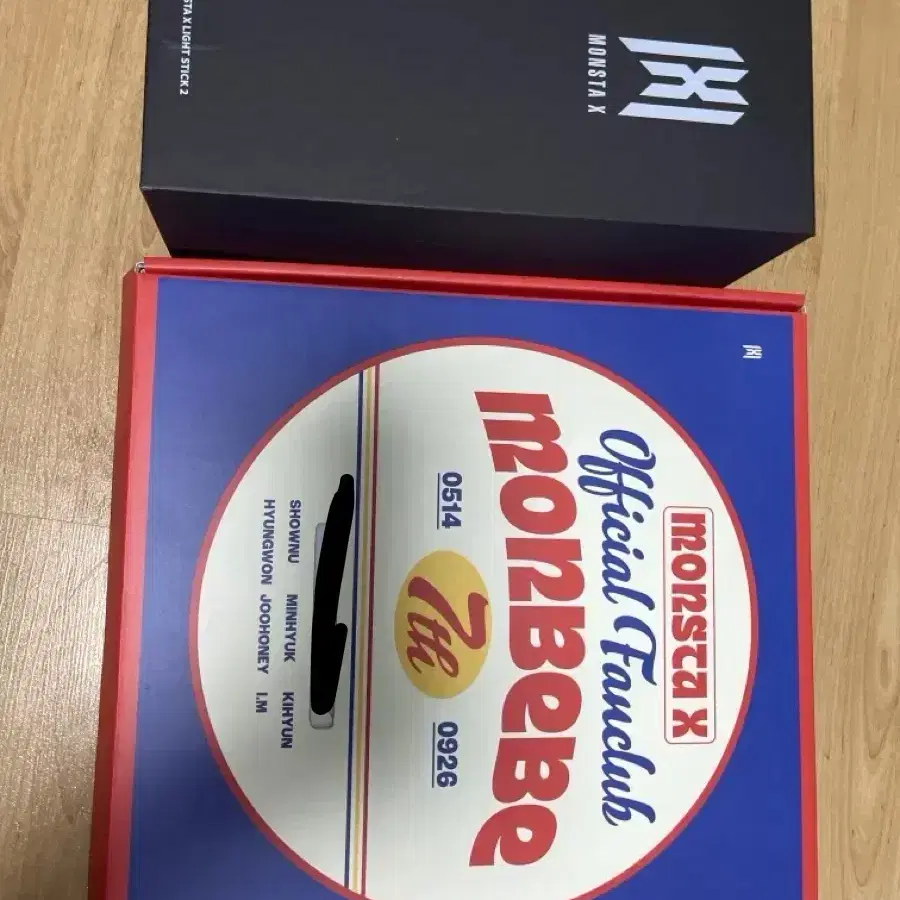 MONSTA X
STA X LIGHT STICK 2
MONSTA X
Official Fanclub
MONBEBE
0514 7th 0926
SHOWNU MINHYUK KIHYUN
HYUNGWON JOOHONEY I.M